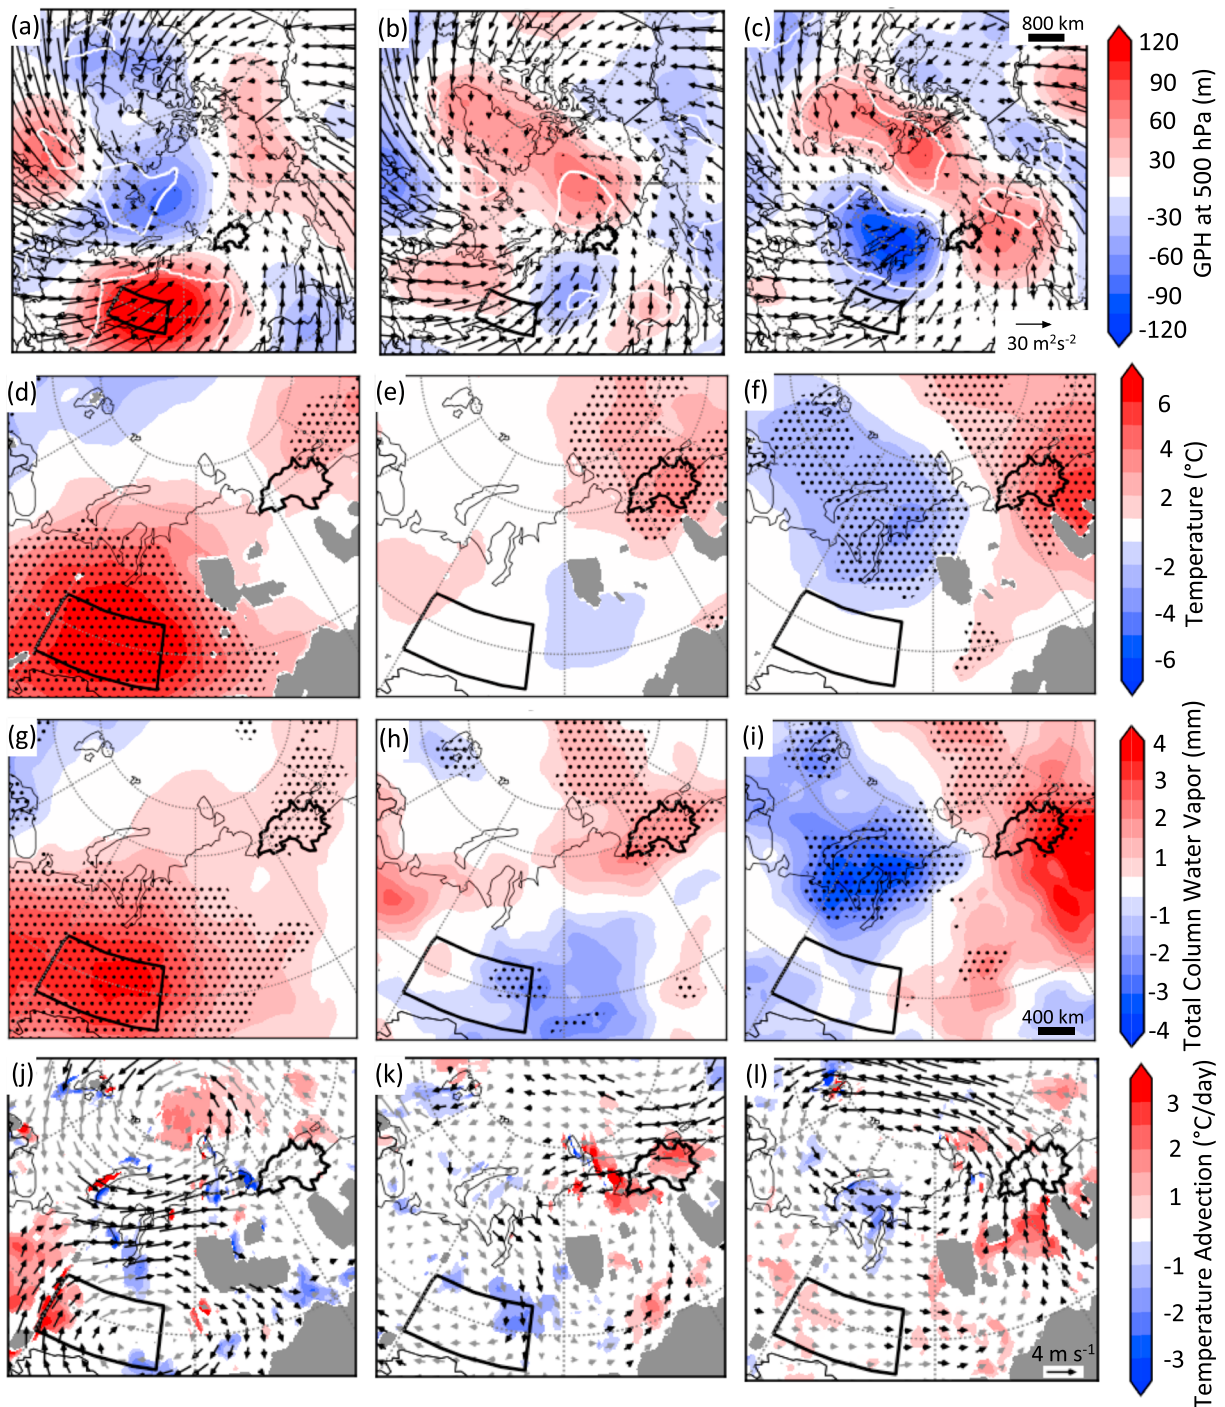 (a)
(b)
(c)
800 km
30 m²s⁻²
120
90
60
30
-30
-60
-90
-120
GPH at 500 hPa (m)
(d)
(e)
(f)
6
4
2
-2
-4
-6
Temperature (°C)
(g)
(h)
(i)
400 km
4
3
2
1
-1
-2
-3
-4
Total Column Water Vapor (mm)
(j)
(k)
(l)
4 m s⁻¹
3
2
1
-1
-2
-3
Temperature Advection (°C/day)